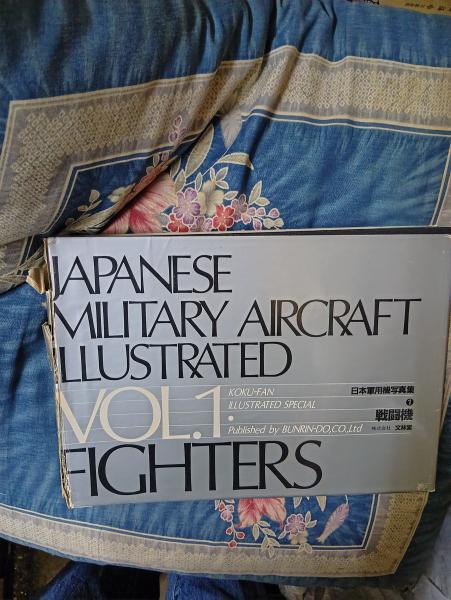 JAPANESE
MILITARY AIRCRAFT
ILLUSTRATED
VOL.1
KOKU-FAN
ILLUSTRATED SPECIAL
•
Published by BUNRIN-DO,CO.,Ltd
日本軍用機写真集
1
戦闘機
株式会社 文林堂
FIGHTERS